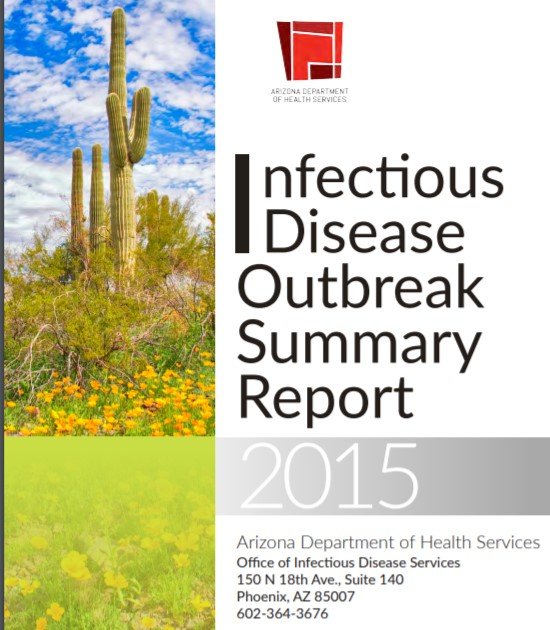 ARIZONA DEPARTMENT
OF HEALTH SERVICES
Infectious
Disease
Outbreak
Summary
Report
2015
Arizona Department of Health Services
Office of Infectious Disease Services
150 N 18th Ave., Suite 140
Phoenix, AZ 85007
602-364-3676